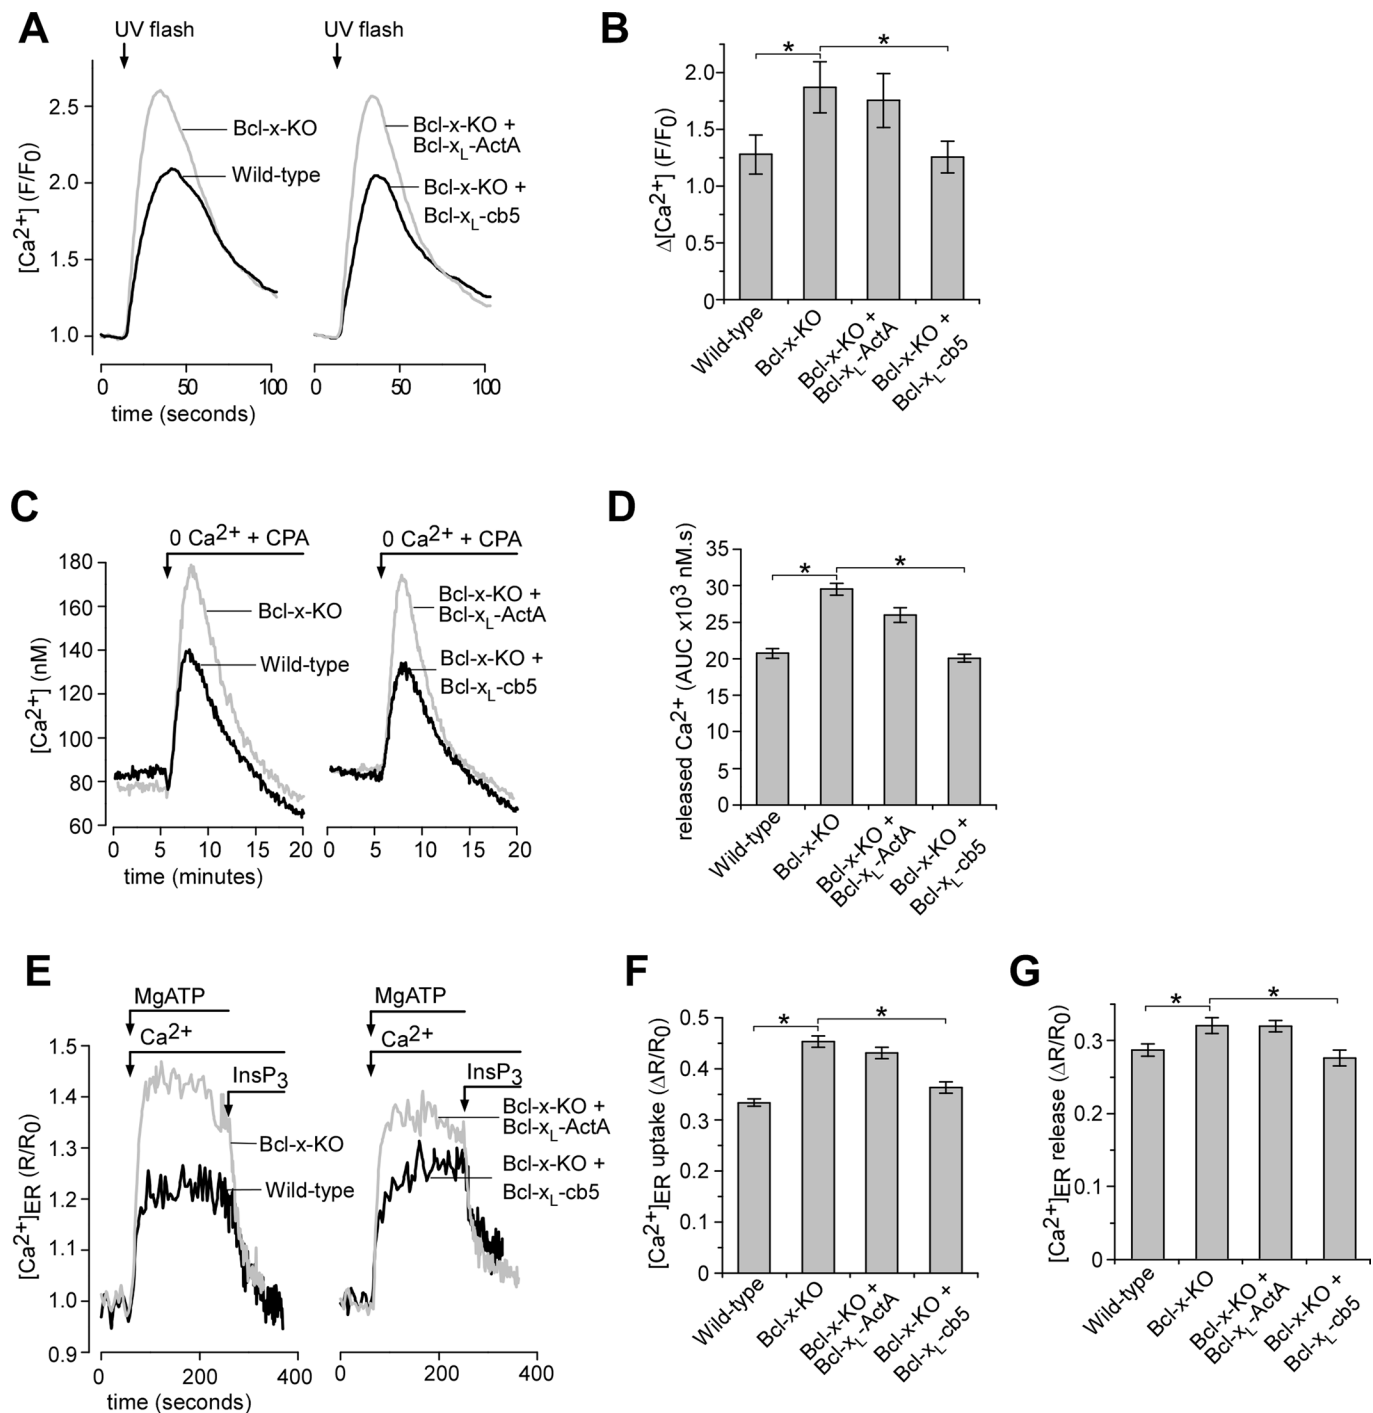 A
UV flash
UV flash
[Ca2+] (F/F0)
2.5
2.0
1.5
1.0
Bcl-x-KO
Wild-type
Bcl-x-KO +
Bcl-xL-ActA
Bcl-x-KO +
Bcl-xL-cb5
0 50 100
0 50 100
time (seconds)
B
* *
Δ[Ca2+] (F/F0)
2.0
1.5
1.0
0.5
0
Wild-type
Bcl-x-KO
Bcl-x-KO +
Bcl-xL-ActA
Bcl-x-KO +
Bcl-xL-cb5
C
0 Ca2+ + CPA
0 Ca2+ + CPA
[Ca2+] (nM)
180
160
140
120
100
80
60
Bcl-x-KO
Wild-type
Bcl-x-KO +
Bcl-xL-ActA
Bcl-x-KO +
Bcl-xL-cb5
0 5 10 15 20
0 5 10 15 20
time (minutes)
D
* *
released Ca2+ (AUC x103 nM.s)
35
30
25
20
15
10
5
0
Wild-type
Bcl-x-KO
Bcl-x-KO +
Bcl-xL-ActA
Bcl-x-KO +
Bcl-xL-cb5
E
MgATP
Ca2+
InsP3
MgATP
Ca2+
InsP3
[Ca2+]ER (R/R0)
1.5
1.4
1.3
1.2
1.1
1.0
0.9
Bcl-x-KO
Wild-type
Bcl-x-KO +
Bcl-xL-ActA
Bcl-x-KO +
Bcl-xL-cb5
0 200 400
0 200 400
time (seconds)
F
* *
[Ca2+]ER uptake (ΔR/R0)
0.5
0.4
0.3
0.2
0.1
0
Wild-type
Bcl-x-KO
Bcl-x-KO +
Bcl-xL-ActA
Bcl-x-KO +
Bcl-xL-cb5
G
* *
[Ca2+]ER release (ΔR/R0)
0.3
0.2
0.1
0
Wild-type
Bcl-x-KO
Bcl-x-KO +
Bcl-xL-ActA
Bcl-x-KO +
Bcl-xL-cb5